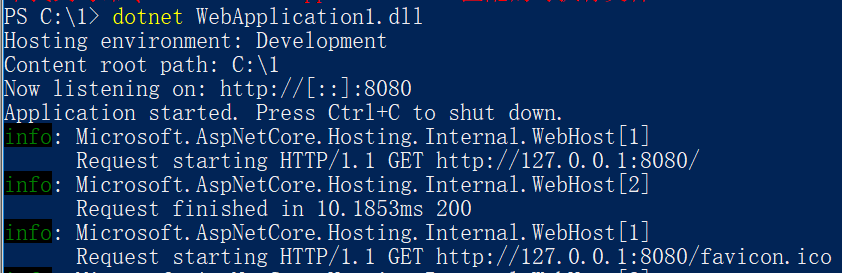 PS C:\1> dotnet WebApplication1.dll
Hosting environment: Development
Content root path: C:\1
Now listening on: http://[::]:8080
Application started. Press Ctrl+C to shut down.
info: Microsoft.AspNetCore.Hosting.Internal.WebHost[1]
Request starting HTTP/1.1 GET http://127.0.0.1:8080/
info: Microsoft.AspNetCore.Hosting.Internal.WebHost[2]
Request finished in 10.1853ms 200
info: Microsoft.AspNetCore.Hosting.Internal.WebHost[1]
Request starting HTTP/1.1 GET http://127.0.0.1:8080/favicon.ico